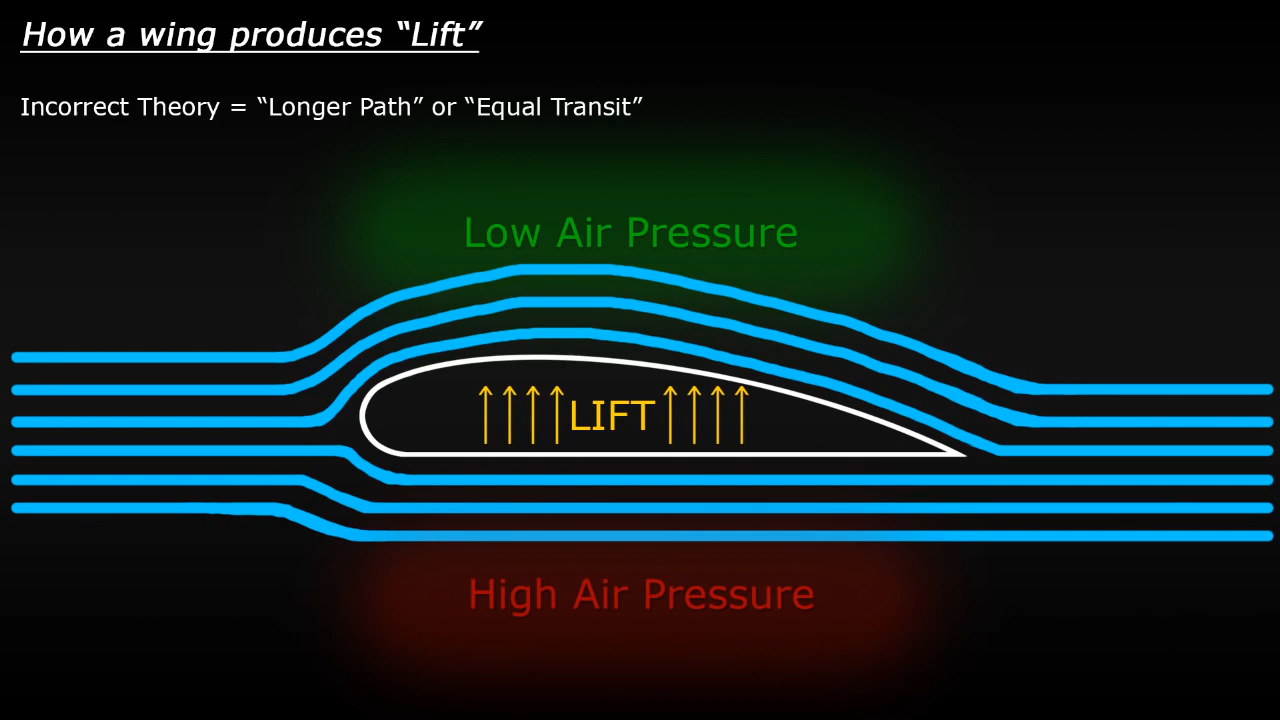 How a wing produces “Lift”
Incorrect Theory = “Longer Path” or “Equal Transit”
Low Air Pressure
LIFT
High Air Pressure